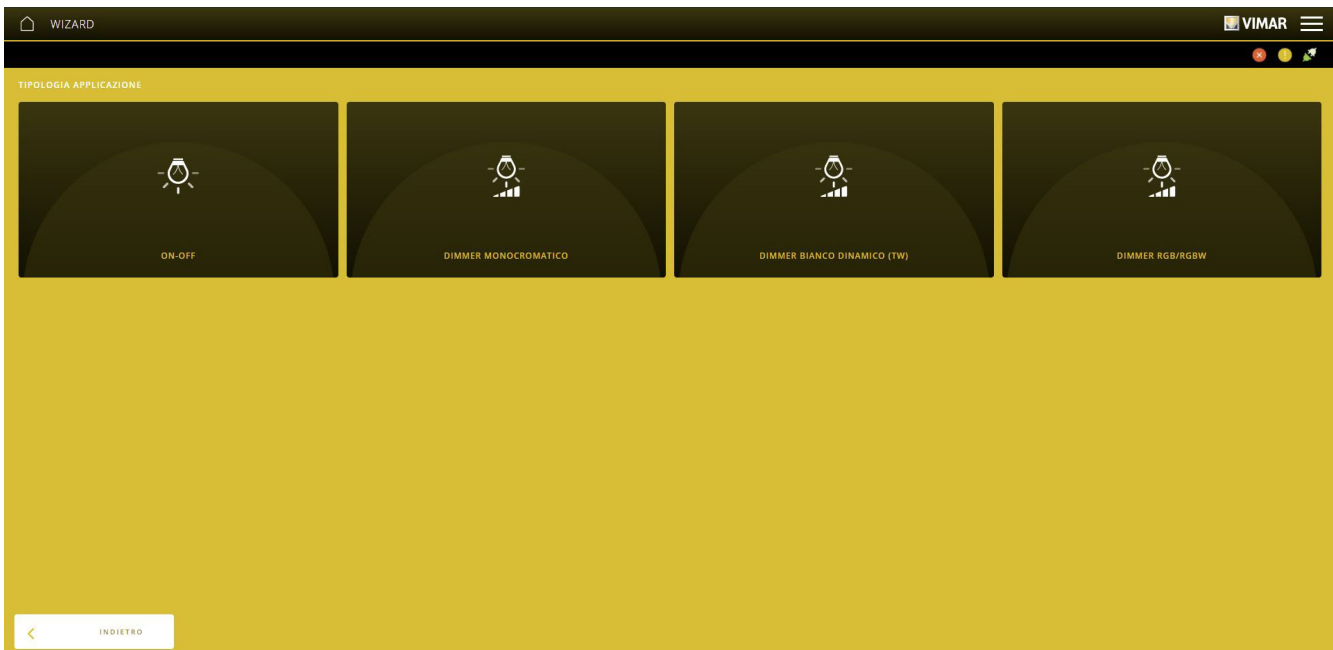 WIZARD
VIMAR
TIPOLOGIA APPLICAZIONE
ON-OFF
DIMMER MONOCROMATICO
DIMMER BIANCO DINAMICO (TW)
DIMMER RGB/RGBW
INDIETRO